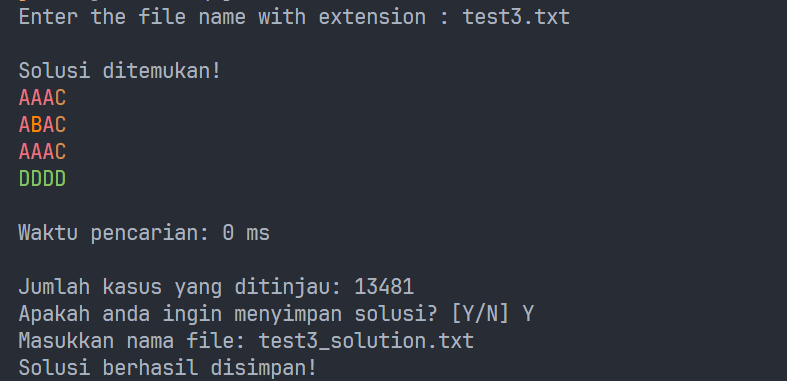 Enter the file name with extension : test3.txt
Solusi ditemukan!
AAAC
ABAC
AAAC
DDDD
Waktu pencarian: 0 ms
Jumlah kasus yang ditinjau: 13481
Apakah anda ingin menyimpan solusi? [Y/N] Y
Masukkan nama file: test3_solution.txt
Solusi berhasil disimpan!